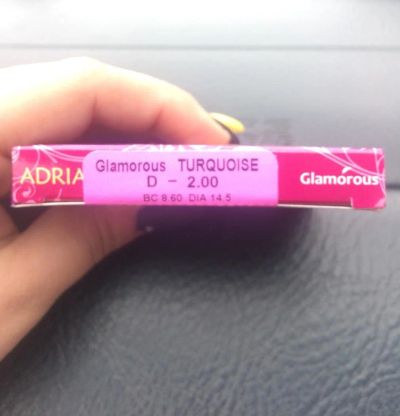 ADRIA
Glamorous TURQUOISE
D - 2.00
BC 8.60 DIA 14.5
Glamorous